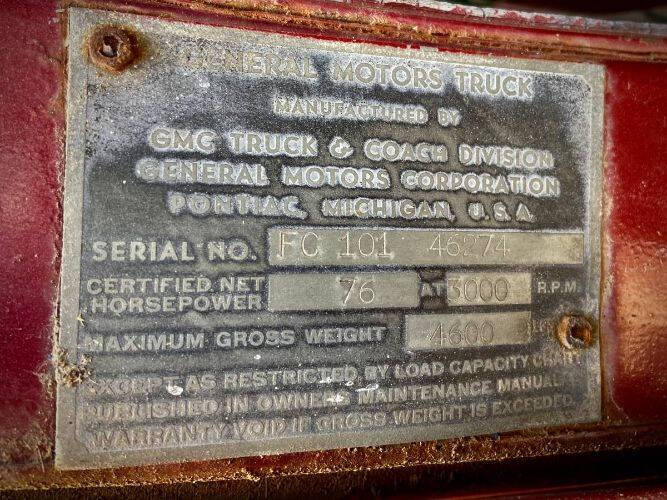 GENERAL MOTORS TRUCK
MANUFACTURED BY
GMC TRUCK & COACH DIVISION
GENERAL MOTORS CORPORATION
PONTIAC, MICHIGAN, U.S.A.
SERIAL NO. FC 101 46274
CERTIFIED NET HORSEPOWER 76 AT 3000 R.P.M.
MAXIMUM GROSS WEIGHT 4600
EXCEPT AS RESTRICTED BY LOAD CAPACITY CHART
PUBLISHED IN OWNERS MAINTENANCE MANUAL.
WARRANTY VOID IF GROSS WEIGHT IS EXCEEDED.